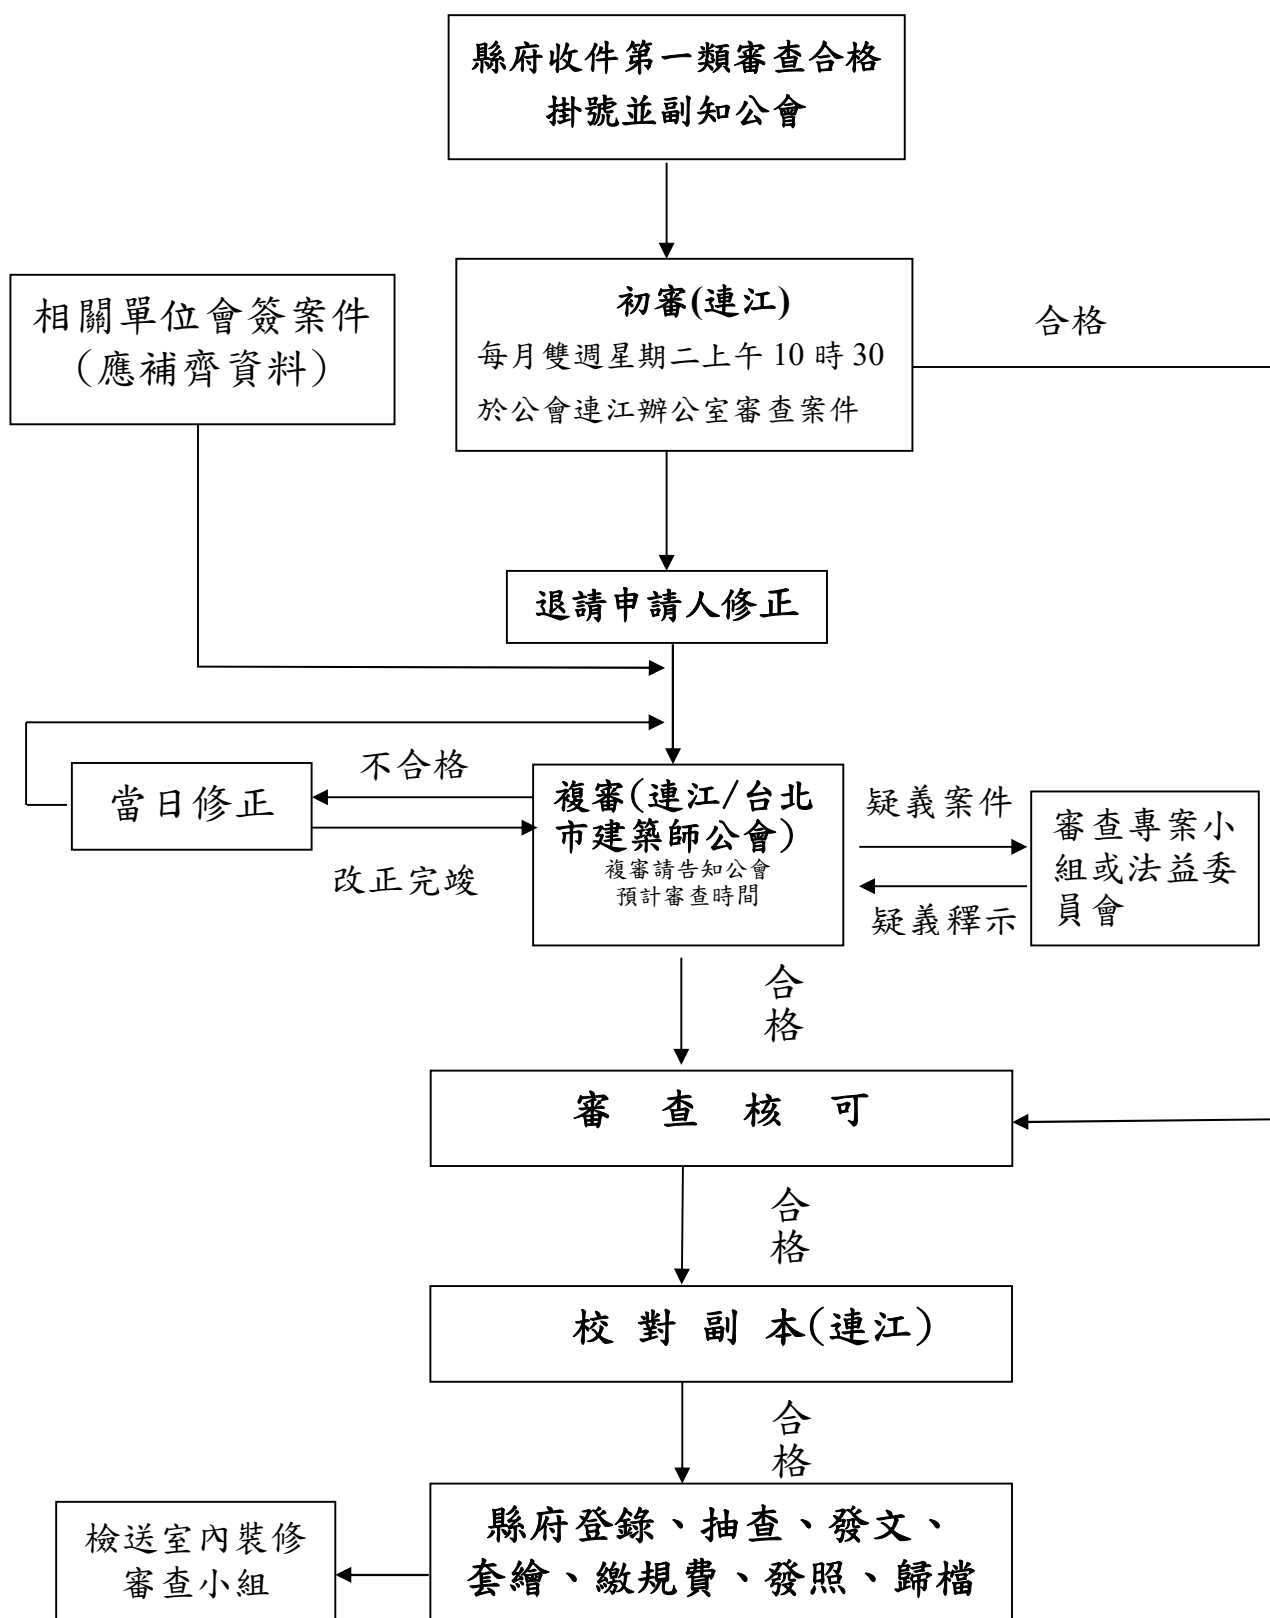 縣府收件第一類審查合格
掛號並副知公會
相關單位會簽案件
（應補齊資料）
初審(連江)
每月雙週星期二上午 10 時 30
於公會連江辦公室審查案件
合格
退請申請人修正
不合格
當日修正
改正完竣
複審(連江/台北
市建築師公會)
複審請告知公會
預計審查時間
疑義案件
疑義釋示
審查專案小
組或法益委
員會
合
格
審 查 核 可
合
格
校 對 副 本(連江)
合
格
縣府登錄、抽查、發文、
套繪、繳規費、發照、歸檔
檢送室內裝修
審查小組